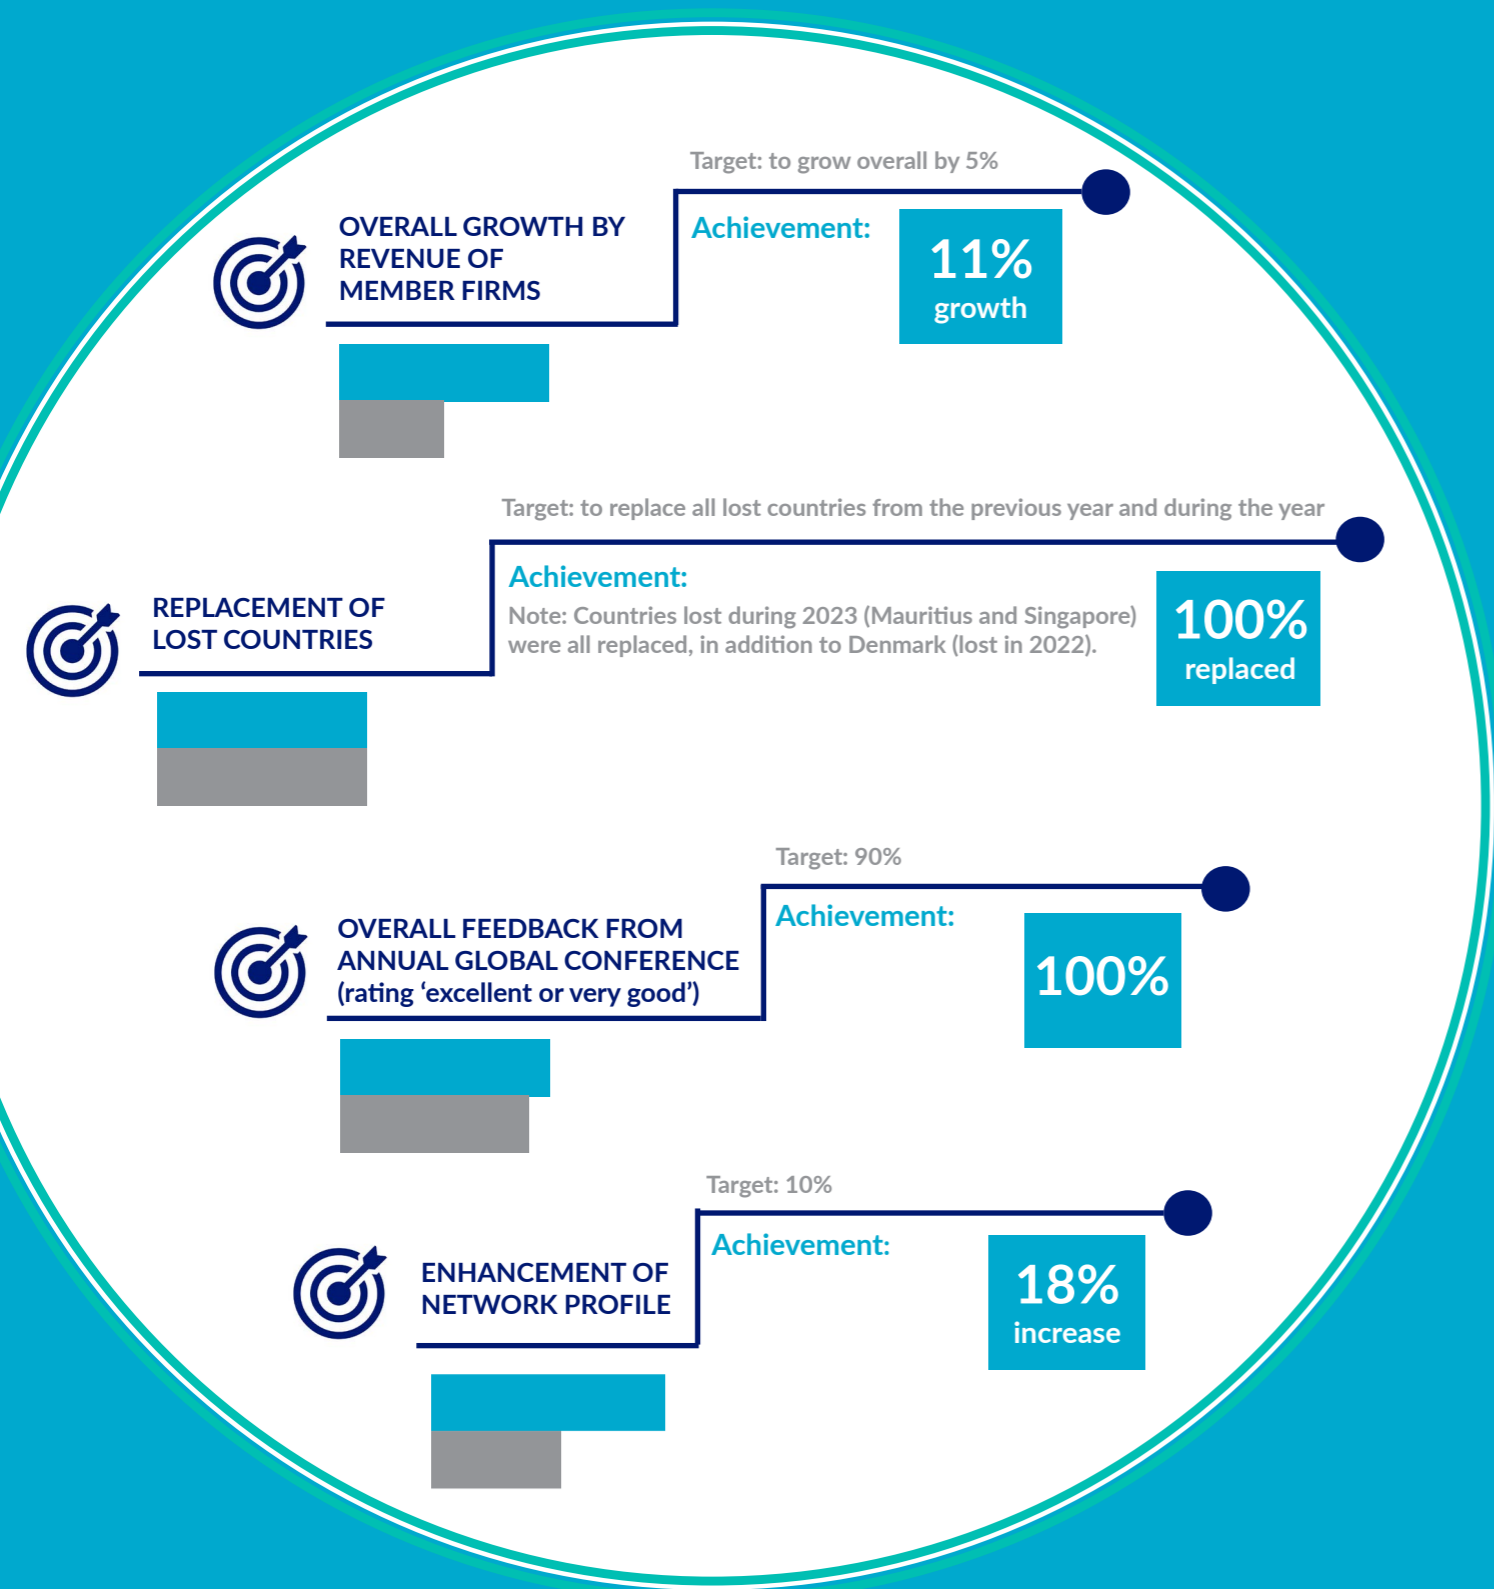 Target: to grow overall by 5%
OVERALL GROWTH BY
REVENUE OF
MEMBER FIRMS
Achievement:
11%
growth
Target: to replace all lost countries from the previous year and during the year
REPLACEMENT OF
LOST COUNTRIES
Achievement:
Note: Countries lost during 2023 (Mauritius and Singapore)
were all replaced, in addition to Denmark (lost in 2022).
100%
replaced
Target: 90%
OVERALL FEEDBACK FROM
ANNUAL GLOBAL CONFERENCE
(rating ‘excellent or very good’)
Achievement:
100%
Target: 10%
ENHANCEMENT OF
NETWORK PROFILE
Achievement:
18%
increase